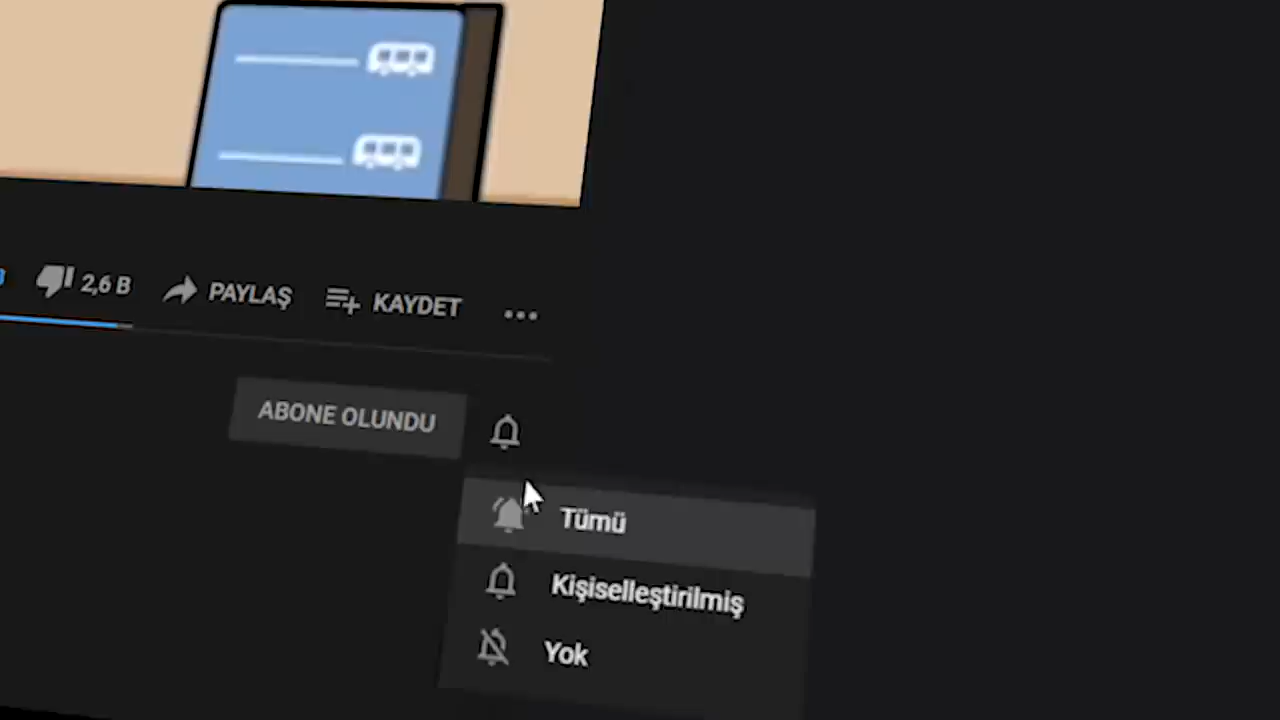 2,6 B PAYLAŞ KAYDET
ABONE OLUNDU
Tümü
Kişiselleştirilmiş
Yok